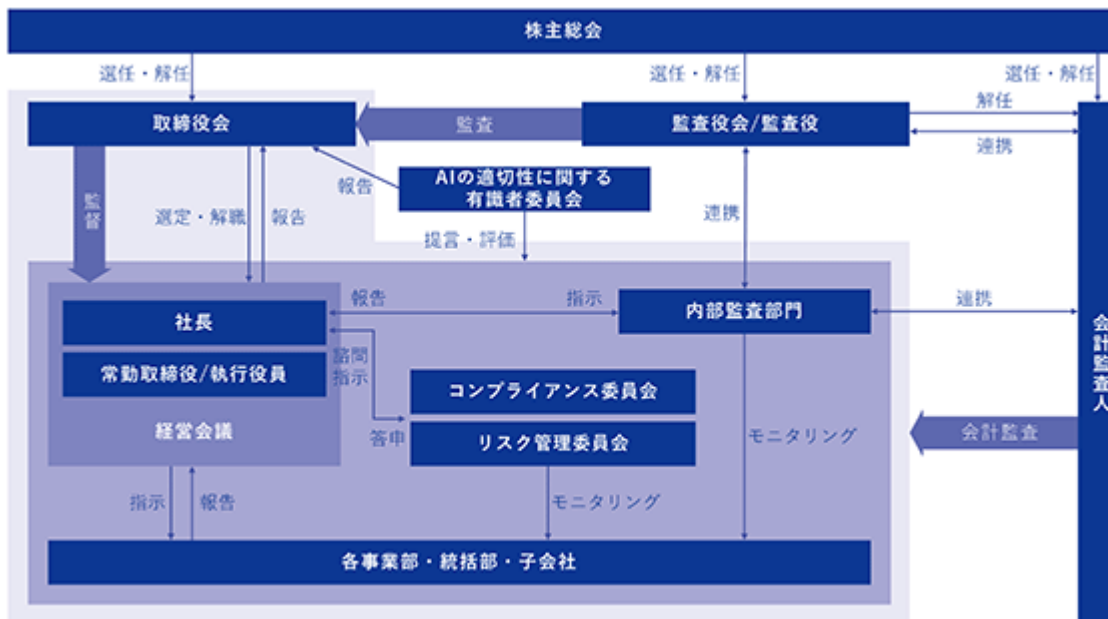 株主総会
選任・解任
選任・解任
選任・解任
取締役会
監査
監査役会/監査役
解任
連携
AIの適切性に関する
有識者委員会
報告
監督
選定・解職
報告
提言・評価
連携
社長
報告
指示
内部監査部門
連携
常勤取締役/執行役員
諮問
指示
コンプライアンス委員会
経営会議
答申
リスク管理委員会
モニタリング
会計監査
会計監査人
指示
報告
モニタリング
各事業部・統括部・子会社